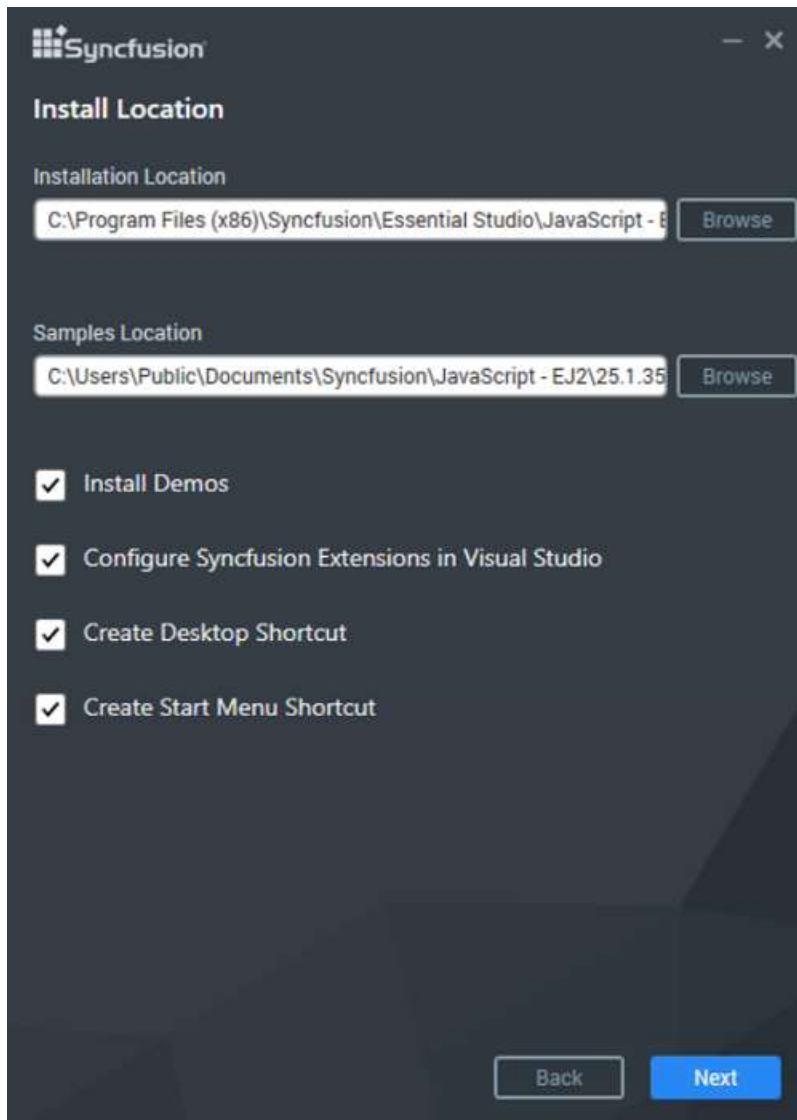 Syncfusion
Install Location
Installation Location
C:\Program Files (x86)\Syncfusion\Essential Studio\JavaScript - E
Browse
Samples Location
C:\Users\Public\Documents\Syncfusion\JavaScript - EJ2\25.1.35
Browse
Install Demos
Configure Syncfusion Extensions in Visual Studio
Create Desktop Shortcut
Create Start Menu Shortcut
Back
Next